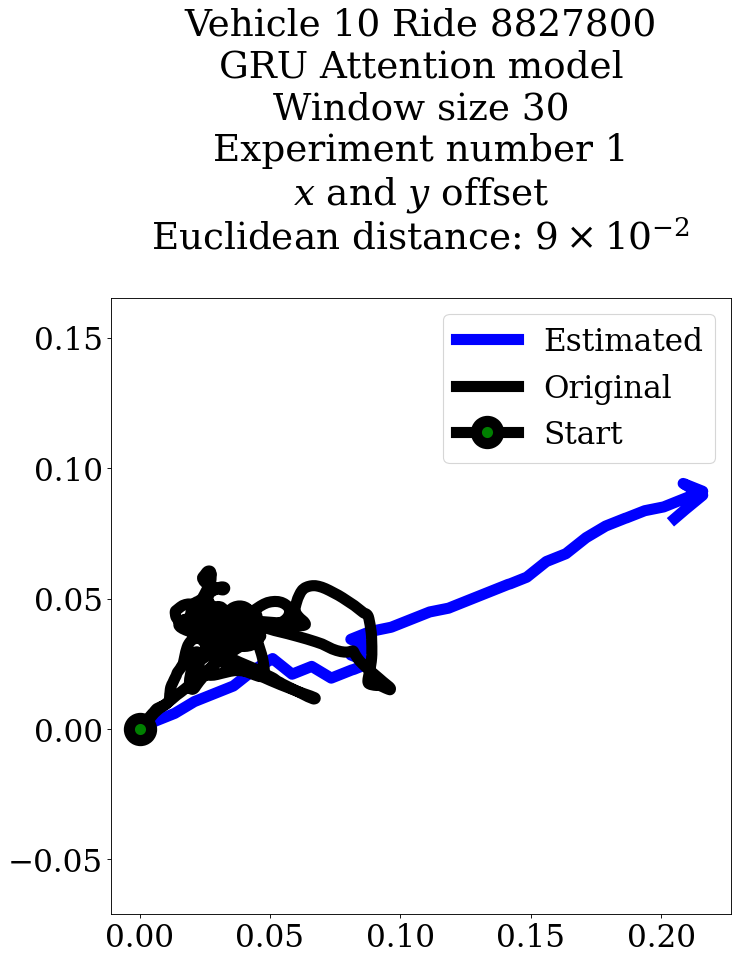 Vehicle 10 Ride 8827800
GRU Attention model
Window size 30
Experiment number 1
x and y offset
Euclidean distance: 9 × 10⁻²
Estimated
Original
Start
0.15
0.10
0.05
0.00
−0.05
0.00 0.05 0.10 0.15 0.20